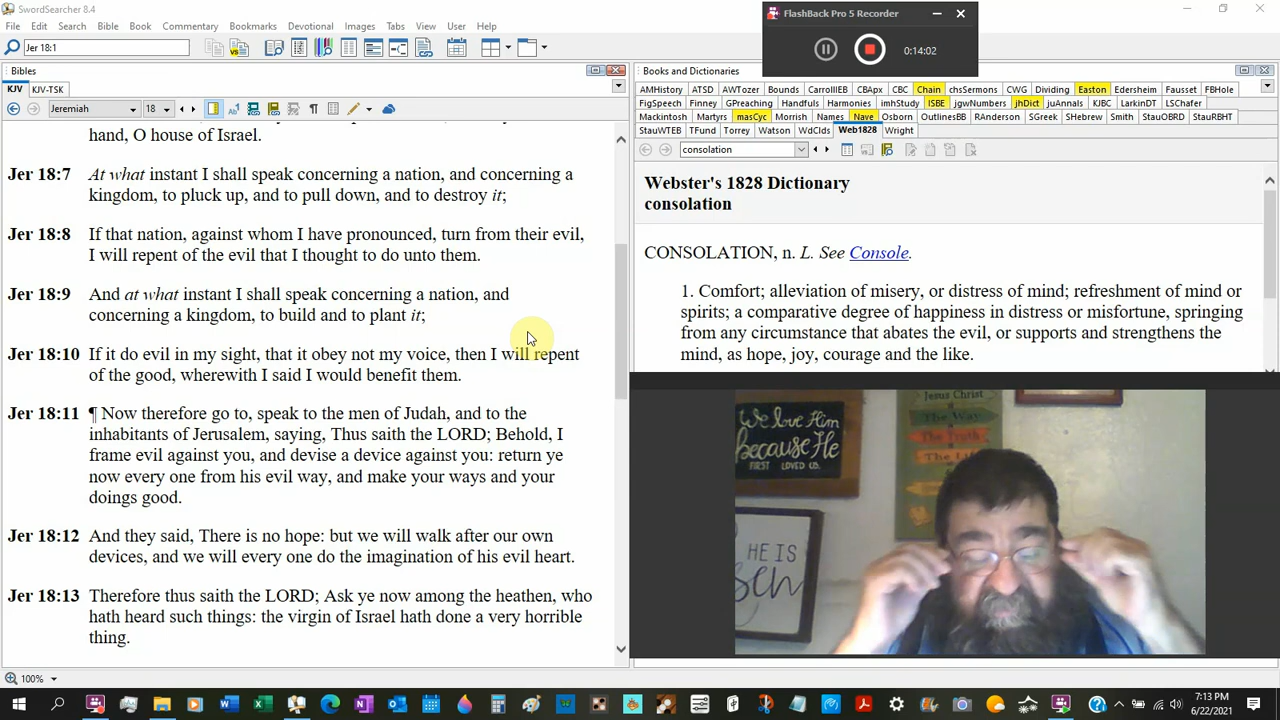 SwordSearcher 8.4
File Edit Search Bible Book Commentary Bookmarks Devotional Images Tabs View User Help
Jer 18:1
FlashBack Pro 5 Recorder
0:14:02
Bibles
KJV KJV-TSK
Jeremiah 18
hand, O house of Israel.
Jer 18:7 At what instant I shall speak concerning a nation, and concerning a
kingdom, to pluck up, and to pull down, and to destroy it;
Jer 18:8 If that nation, against whom I have pronounced, turn from their evil,
I will repent of the evil that I thought to do unto them.
Jer 18:9 And at what instant I shall speak concerning a nation, and
concerning a kingdom, to build and to plant it;
Jer 18:10 If it do evil in my sight, that it obey not my voice, then I will repent
of the good, wherewith I said I would benefit them.
Jer 18:11 ¶ Now therefore go to, speak to the men of Judah, and to the
inhabitants of Jerusalem, saying, Thus saith the LORD; Behold, I
frame evil against you, and devise a device against you: return ye
now every one from his evil way, and make your ways and your
doings good.
Jer 18:12 And they said, There is no hope: but we will walk after our own
devices, and we will every one do the imagination of his evil heart.
Jer 18:13 Therefore thus saith the LORD; Ask ye now among the heathen, who
hath heard such things: the virgin of Israel hath done a very horrible
thing.
100%
Books and Dictionaries
AMHistory ATSD AWTozer Bounds CarrollEB CBApx CBC Chain chsSermons CWG Dividing Easton Edersheim Fausset FBHole
FigSpeech Finney GPreaching Handfuls Harmonies imhStudy ISBE jgwNumbers jhDict juAnnals KJBC LarkinDT LSChafer
Mackintosh Martyrs masCyc Morrish Names Nave Osborn OutlinesBB RAnderson SGreek SHebrew Smith StauOBRD StauRBHT
StauWTEB TFund Torrey Watson WdClds Web1828 Wright
consolation
Webster's 1828 Dictionary
consolation
CONSOLATION, n. L. See Console.
1. Comfort; alleviation of misery, or distress of mind; refreshment of mind or
spirits; a comparative degree of happiness in distress or misfortune, springing
from any circumstance that abates the evil, or supports and strengthens the
mind, as hope, joy, courage and the like.
We love Him
because He
FIRST LOVED US.
Jesus Christ
The Way
The Truth
The Li
HE IS
7:13 PM
6/22/2021